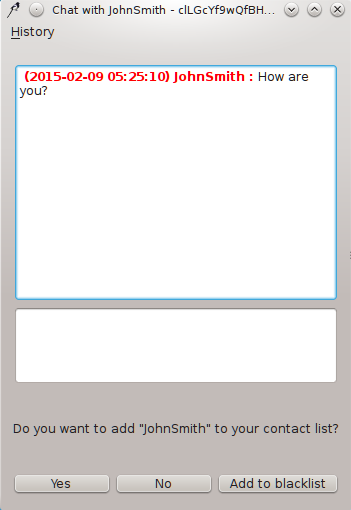 Chat with JohnSmith - clLGcYf9wQfBH...
History
(2015-02-09 05:25:10) JohnSmith : How are
you?
Do you want to add "JohnSmith" to your contact list?
Yes No Add to blacklist